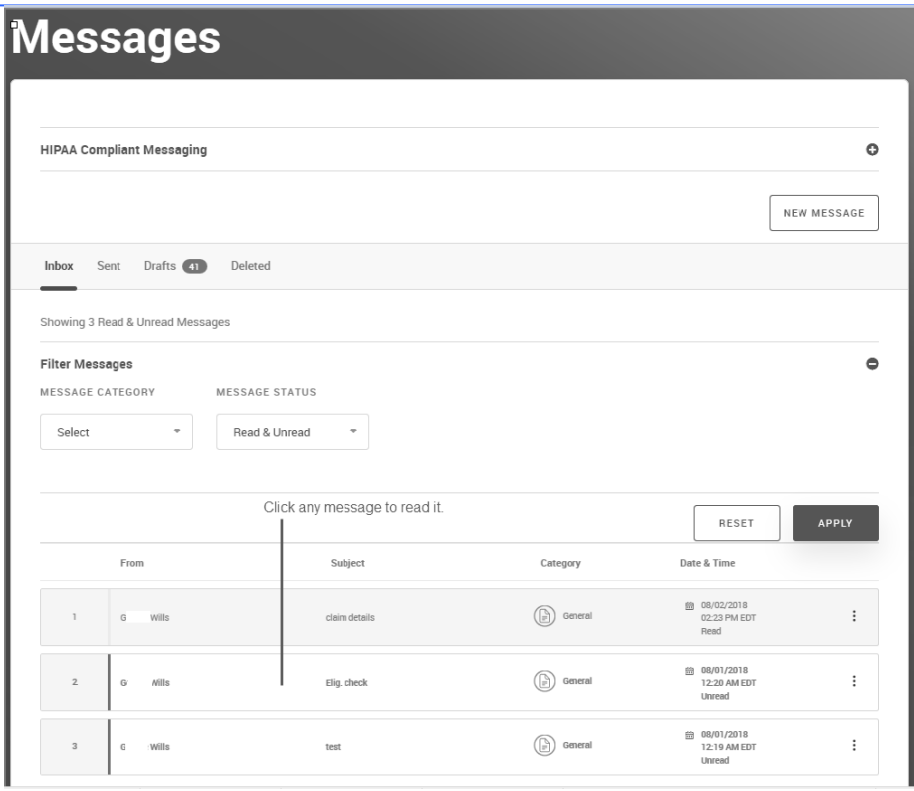 Messages
HIPAA Compliant Messaging
NEW MESSAGE
Inbox Sent Drafts 41 Deleted
Showing 3 Read & Unread Messages
Filter Messages
MESSAGE CATEGORY MESSAGE STATUS
Select Read & Unread
Click any message to read it.
RESET APPLY
From Subject Category Date & Time
1 G Wills claim details General 08/02/2018
02:23 PM EDT
Read
2 G Wills Elig. check General 08/01/2018
12:20 AM EDT
Unread
3 G Wills test General 08/01/2018
12:19 AM EDT
Unread